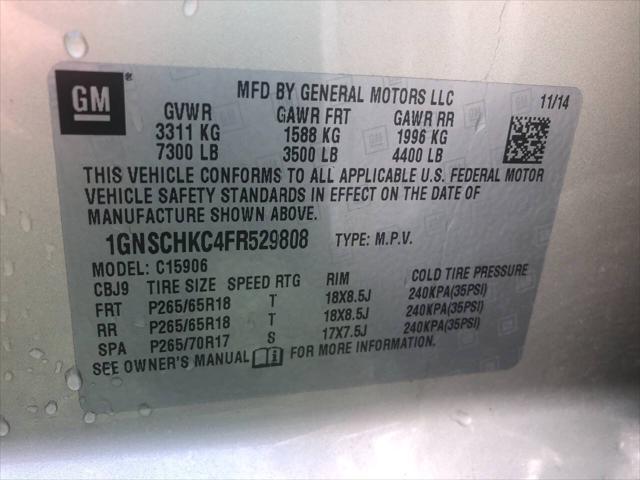 GM ®
MFD BY GENERAL MOTORS LLC 11/14
GVWR GAWR FRT GAWR RR
3311 KG 1588 KG 1996 KG
7300 LB 3500 LB 4400 LB
THIS VEHICLE CONFORMS TO ALL APPLICABLE U.S. FEDERAL MOTOR
VEHICLE SAFETY STANDARDS IN EFFECT ON THE DATE OF
MANUFACTURE SHOWN ABOVE.
1GNSCHKC4FR529808 TYPE: M.P.V.
MODEL: C15906
CBJ9 TIRE SIZE SPEED RTG RIM COLD TIRE PRESSURE
FRT P265/65R18 T 18X8.5J 240KPA(35PSI)
RR P265/65R18 T 18X8.5J 240KPA(35PSI)
SPA P265/70R17 S 17X7.5J 240KPA(35PSI)
SEE OWNER'S MANUAL FOR MORE INFORMATION.